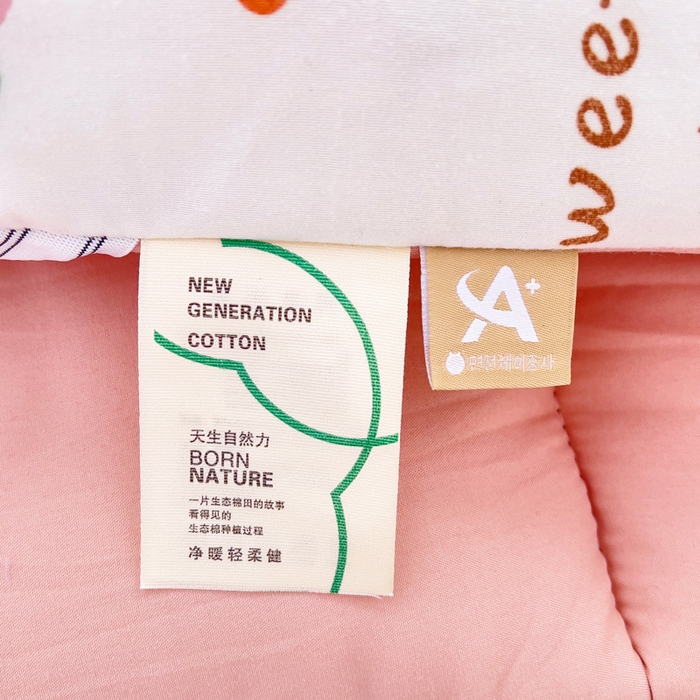 wee-
NEW
GENERATION
COTTON
天生自然力
BORN
NATURE
一片生态棉田的故事
看得见的
生态棉种植过程
净暖轻柔健
A+